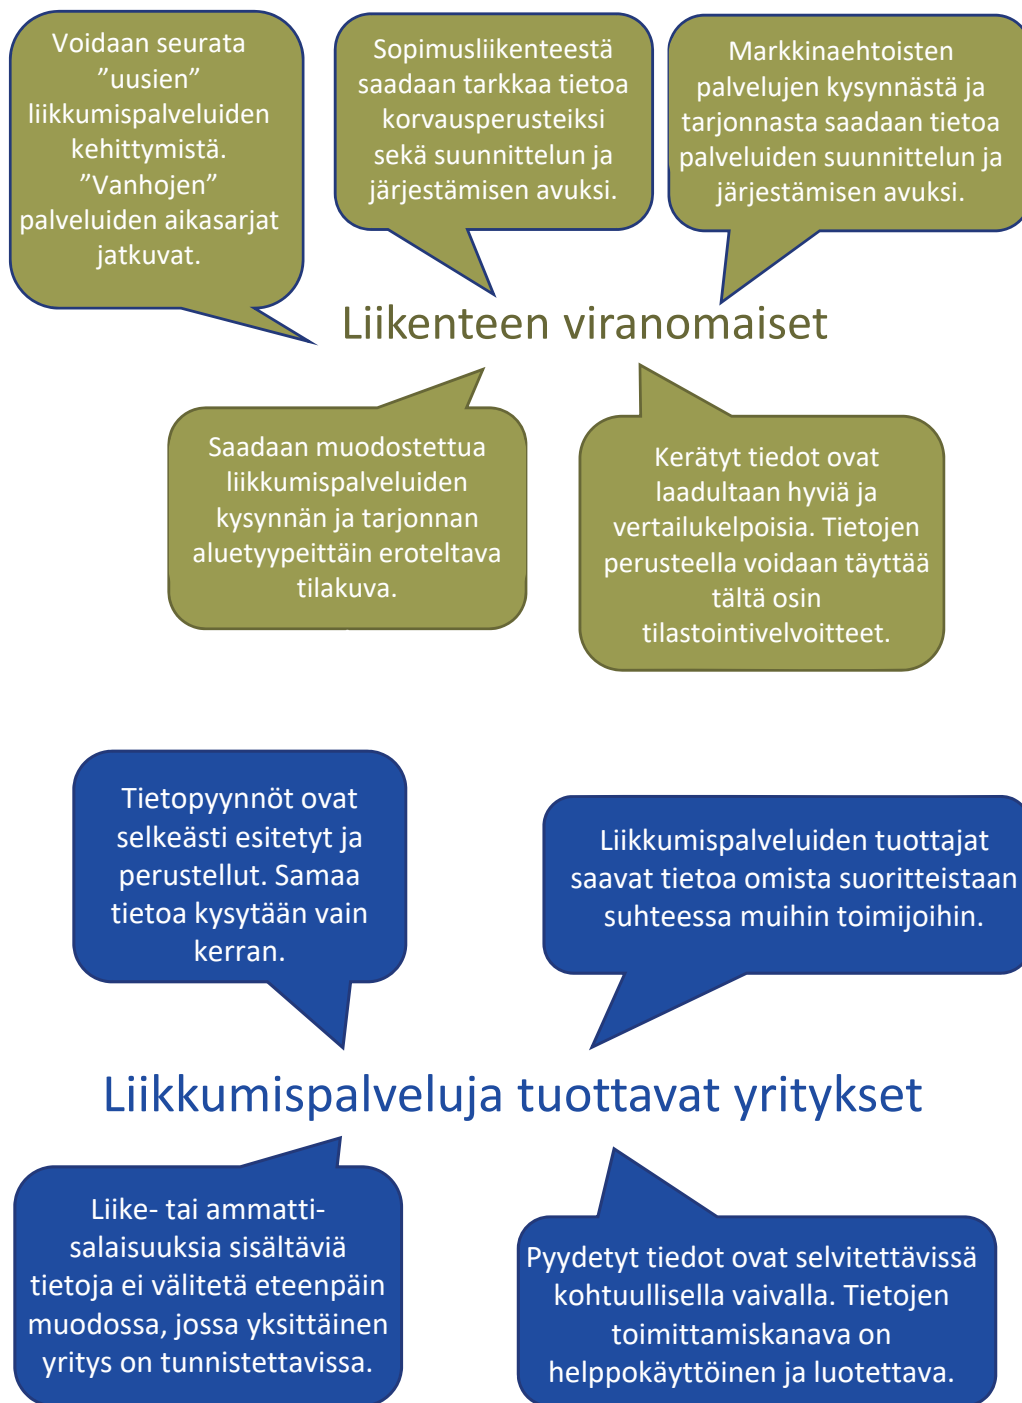 Voidaan seurata
”uusien”
liikkumispalveluiden
kehittymistä.
”Vanhojen”
palveluiden aikasarjat
jatkuvat.
Sopimusliikenteestä
saadaan tarkkaa tietoa
korvausperusteiksi
sekä suunnittelun ja
järjestämisen avuksi.
Markkinaehtoisten
palvelujen kysynnästä ja
tarjonnasta saadaan tietoa
palveluiden suunnittelun ja
järjestämisen avuksi.
Liikenteen viranomaiset
Saadaan muodostettua
liikkumispalveluiden
kysynnän ja tarjonnan
aluetyypeittäin eroteltava
tilakuva.
Kerätyt tiedot ovat
laadultaan hyviä ja
vertailukelpoisia. Tietojen
perusteella voidaan täyttää
tältä osin
tilastointivelvoitteet.
Tietopyynnöt ovat
selkeästi esitetyt ja
perustellut. Samaa
tietoa kysytään vain
kerran.
Liikkumispalveluiden tuottajat
saavat tietoa omista suoritteistaan
suhteessa muihin toimijoihin.
Liikkumispalveluja tuottavat yritykset
Liike- tai ammatti-
salaisuuksia sisältäviä
tietoja ei välitetä eteenpäin
muodossa, jossa yksittäinen
yritys on tunnistettavissa.
Pyydetyt tiedot ovat selvitettävissä
kohtuullisella vaivalla. Tietojen
toimittamiskanava on
helppokäyttöinen ja luotettava.